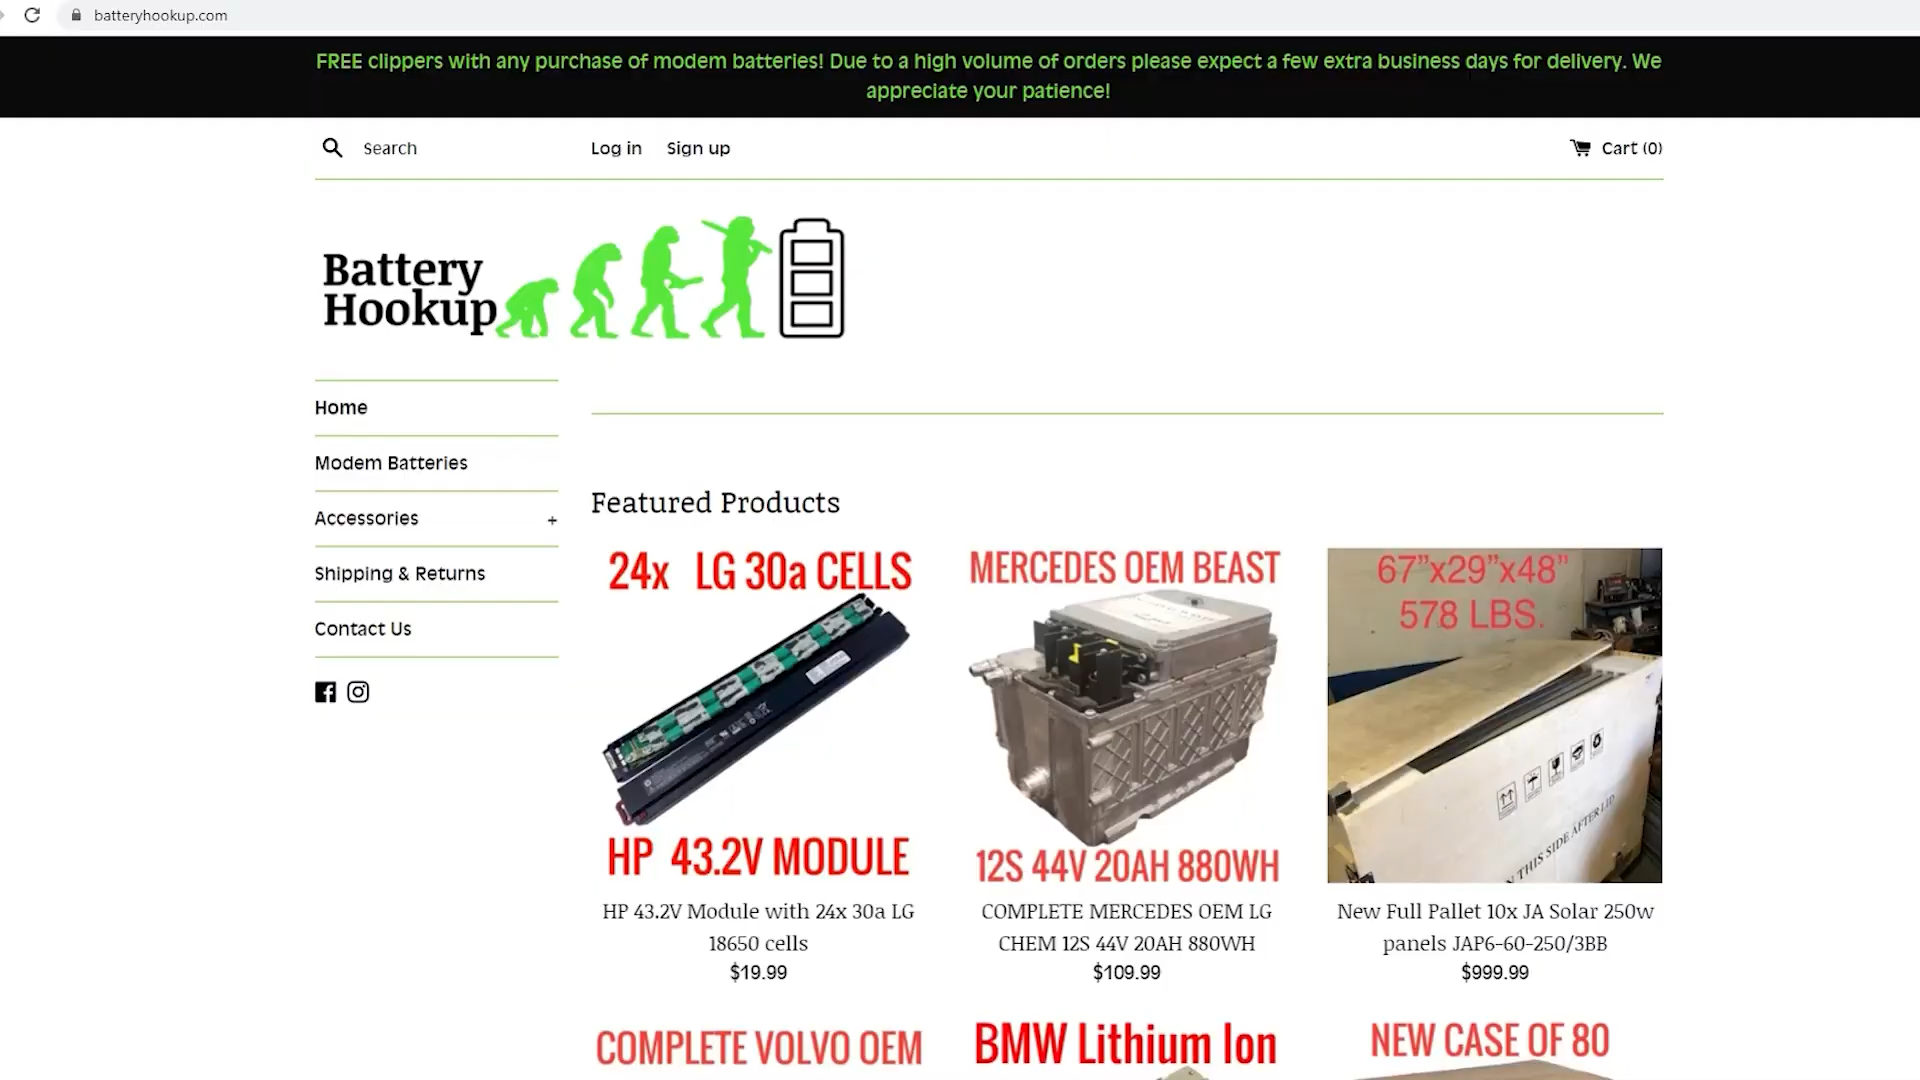 batteryhookup.com
FREE clippers with any purchase of modem batteries! Due to a high volume of orders please expect a few extra business days for delivery. We
appreciate your patience!
Search
Log in
Sign up
Cart (0)
Battery
Hookup
Home
Modem Batteries
Accessories +
Shipping & Returns
Contact Us
Featured Products
24x LG 30a CELLS
HP 43.2V MODULE
HP 43.2V Module with 24x 30a LG
18650 cells
$19.99
MERCEDES OEM BEAST
12S 44V 20AH 880WH
COMPLETE MERCEDES OEM LG
CHEM 12S 44V 20AH 880WH
$109.99
67”x29”x48”
578 LBS.
THIS SIDE AFTER LID
New Full Pallet 10x JA Solar 250w
panels JAP6-60-250/3BB
$999.99
COMPLETE VOLVO OEM
BMW Lithium Ion
NEW CASE OF 80